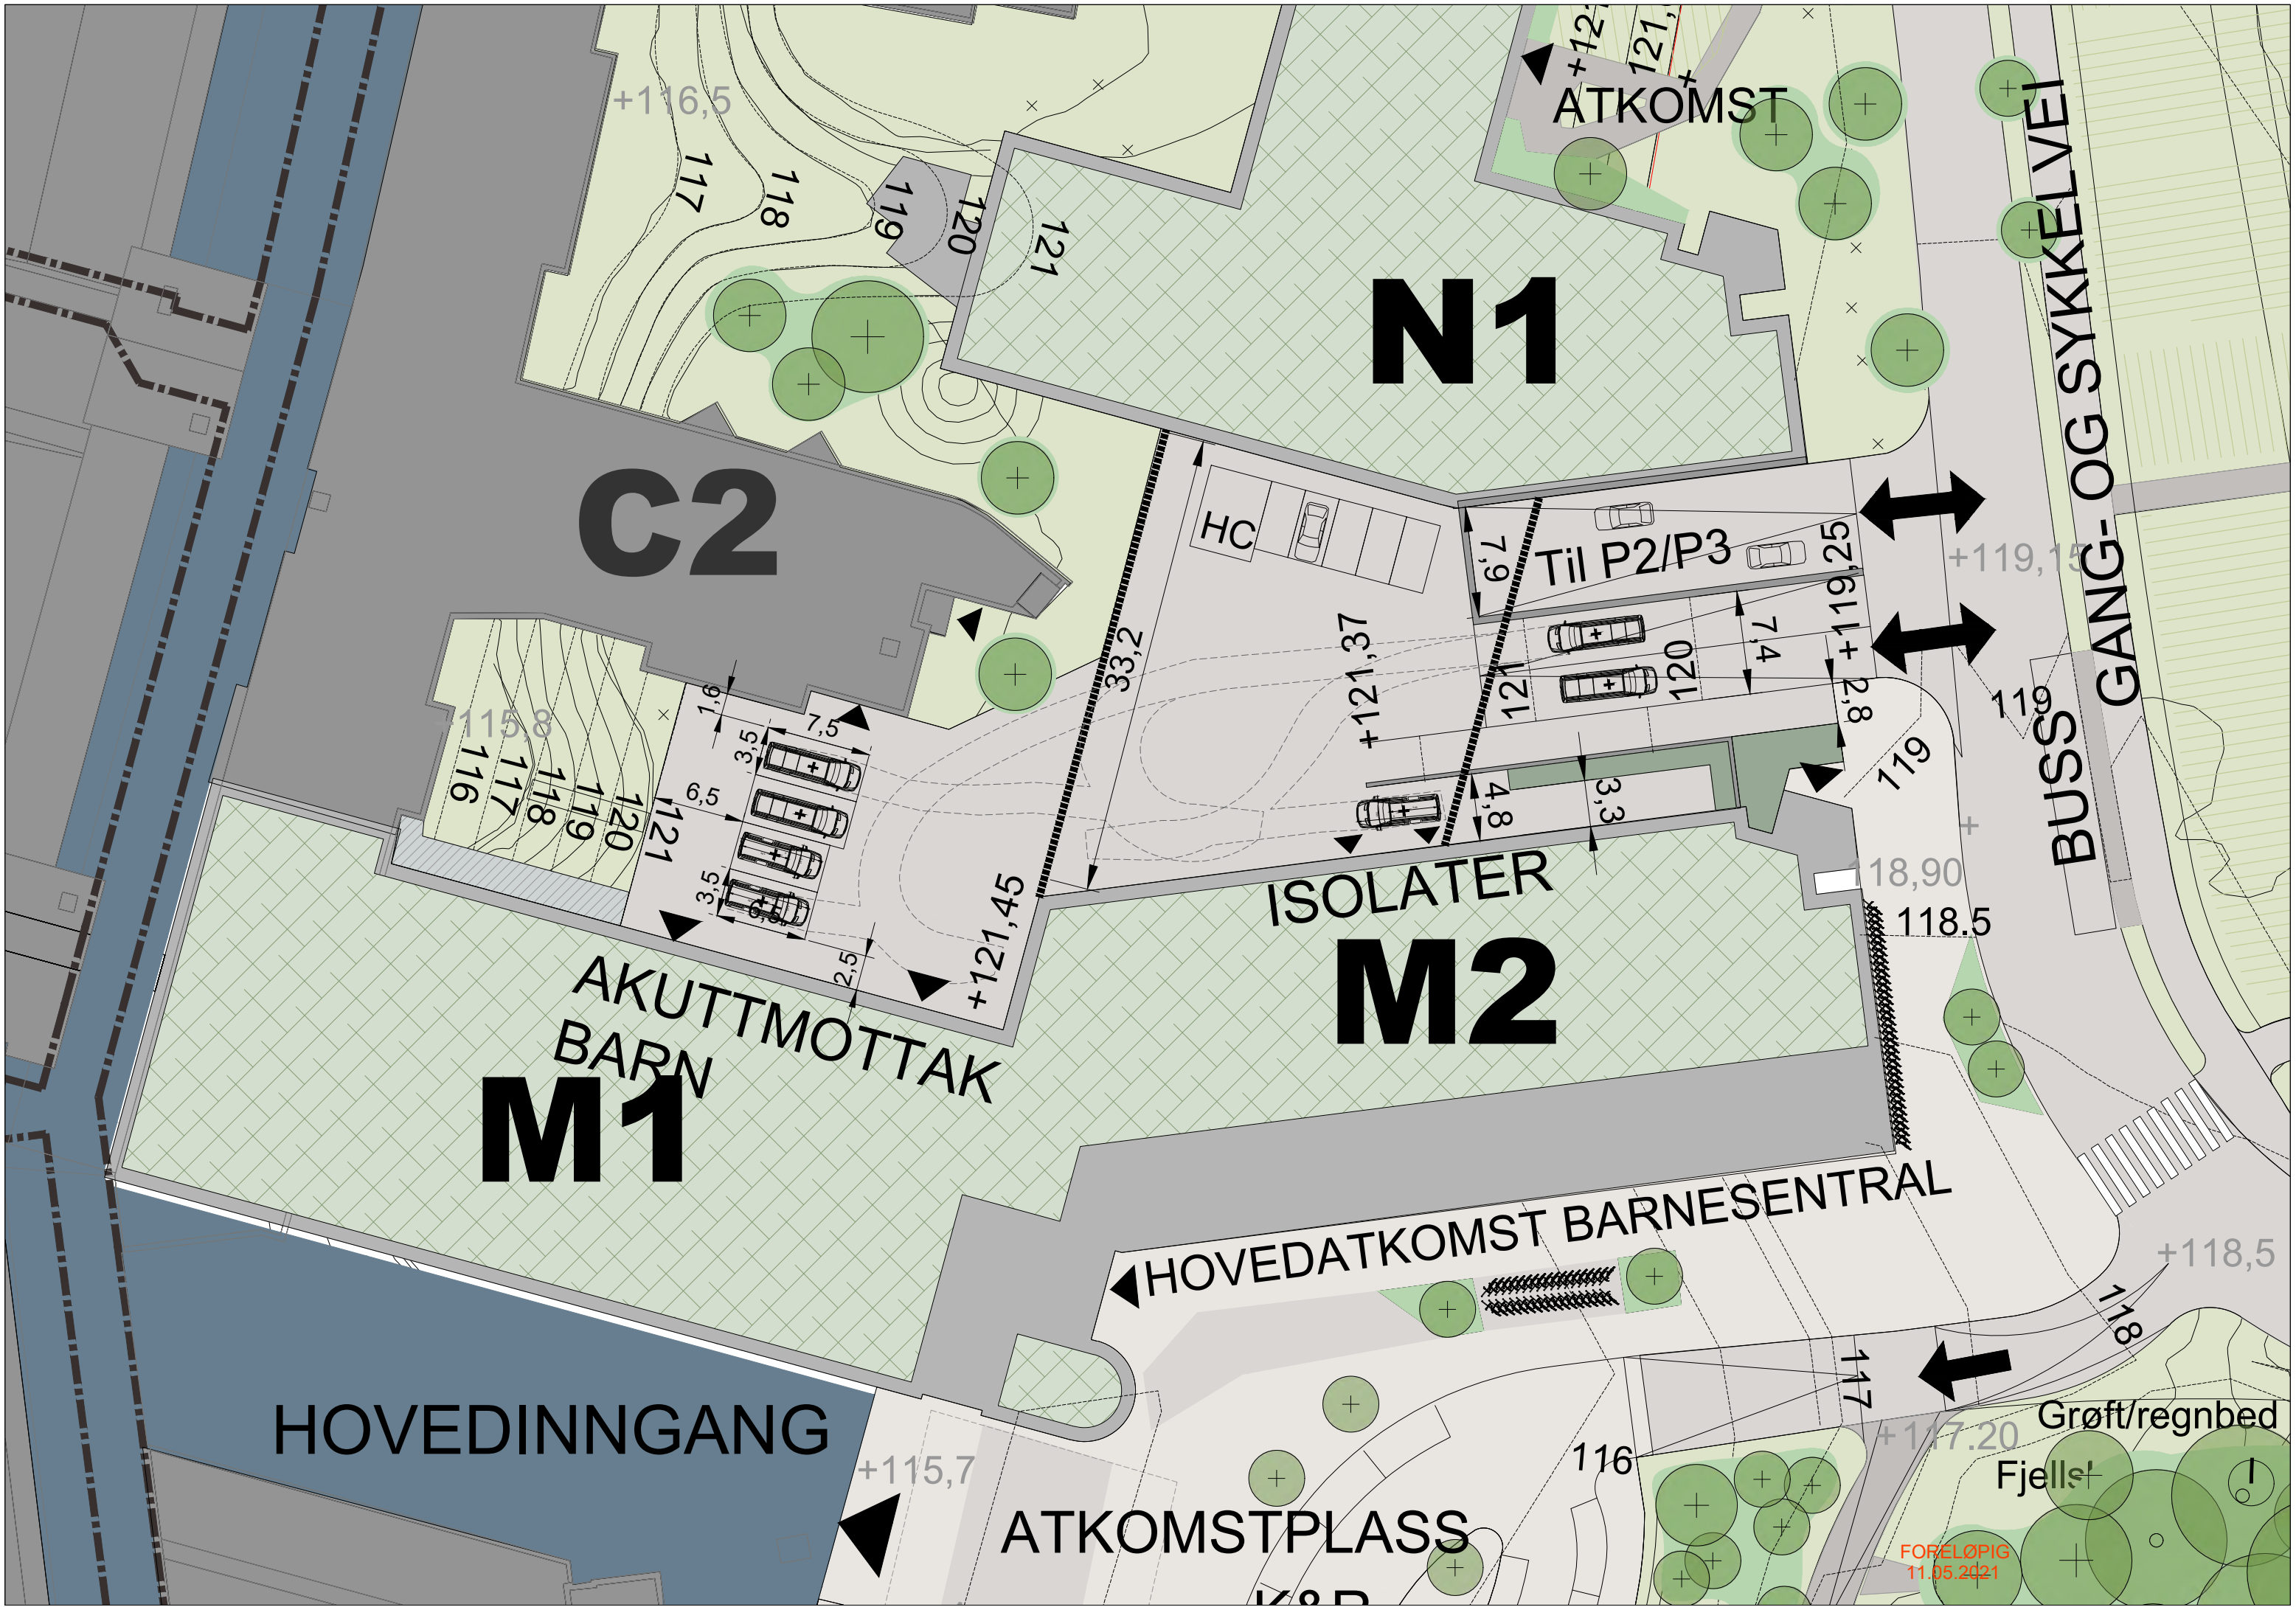 +116,5
117
118
119
120
121
ATKOMST
N1
GANG- OG SYKKELVEI
C2
HC
33,2
7,9
Til P2/P3
+119,25
+119,15
+121,37
121
120
7,4
2,8
119
119
BUSS
115,8
116
117
118
119
120
121
1,6
7,5
3,5
6,5
3,5
6,5
2,5
+121,45
4,8
3,3
ISOLATER
M2
118,90
118.5
AKUTTMOTTAK
BARN
M1
HOVEDATKOMST BARNESENTRAL
+118,5
118
117
HOVEDINNGANG
+115,7
116
+117.20
Grøft/regnbed
ATKOMSTPLASS
FORELØPIG
11.05.2021